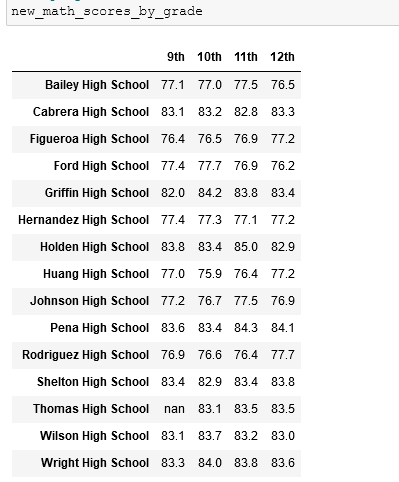 new_math_scores_by_grade
9th 10th 11th 12th
Bailey High School 77.1 77.0 77.5 76.5
Cabrera High School 83.1 83.2 82.8 83.3
Figueroa High School 76.4 76.5 76.9 77.2
Ford High School 77.4 77.7 76.9 76.2
Griffin High School 82.0 84.2 83.8 83.4
Hernandez High School 77.4 77.3 77.1 77.2
Holden High School 83.8 83.4 85.0 82.9
Huang High School 77.0 75.9 76.4 77.2
Johnson High School 77.2 76.7 77.5 76.9
Pena High School 83.6 83.4 84.3 84.1
Rodriguez High School 76.9 76.6 76.4 77.7
Shelton High School 83.4 82.9 83.4 83.8
Thomas High School nan 83.1 83.5 83.5
Wilson High School 83.1 83.7 83.2 83.0
Wright High School 83.3 84.0 83.8 83.6